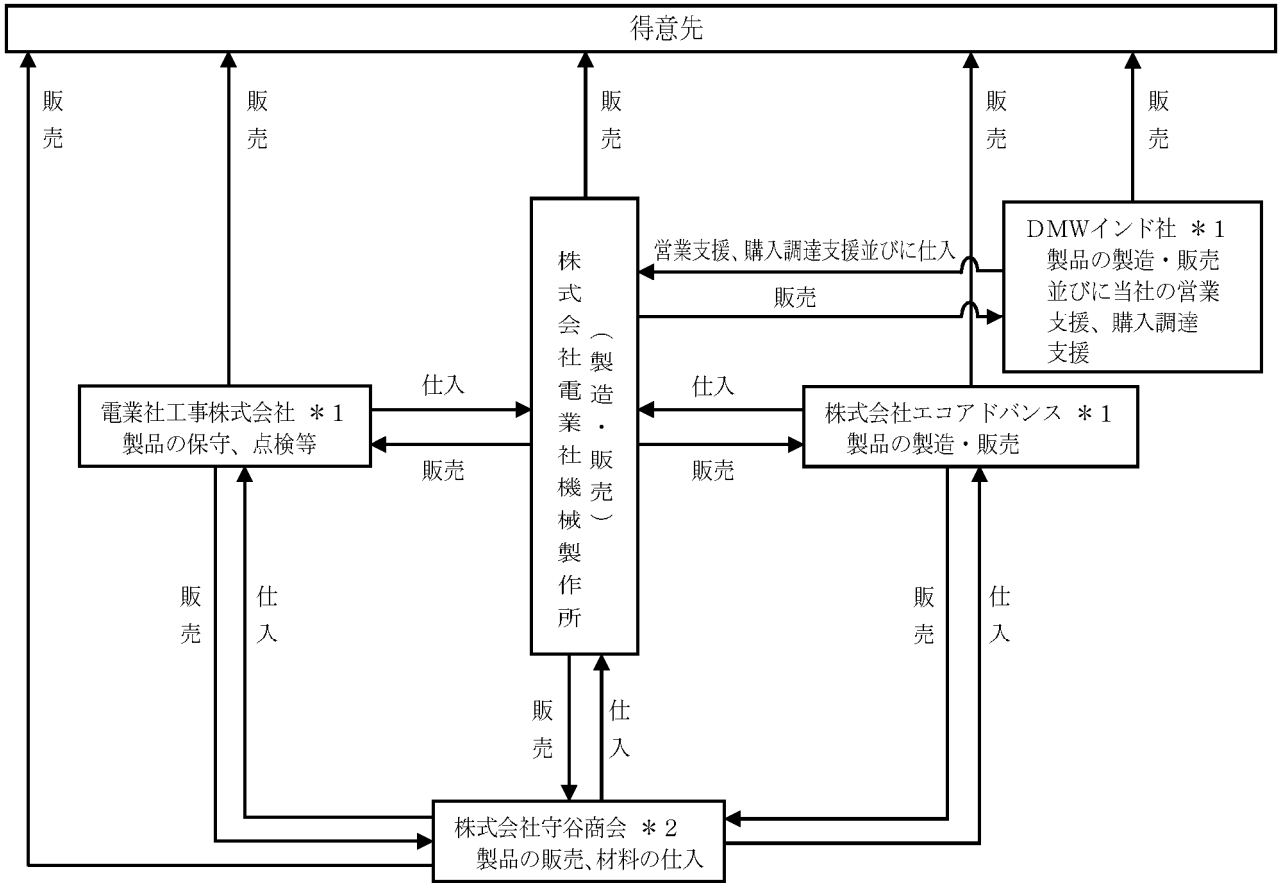 得意先
販売
販売
販売
販売
販売
株式会社電業社機械製作所
（製造・販売）
営業支援、購入調達支援並びに仕入
販売
DMWインド社 ＊1
製品の製造・販売
並びに当社の営業
支援、購入調達
支援
電業社工事株式会社 ＊1
製品の保守、点検等
仕入
販売
仕入
販売
株式会社エコアドバンス ＊1
製品の製造・販売
販売
仕入
販売
仕入
販売
仕入
株式会社守谷商会 ＊2
製品の販売、材料の仕入